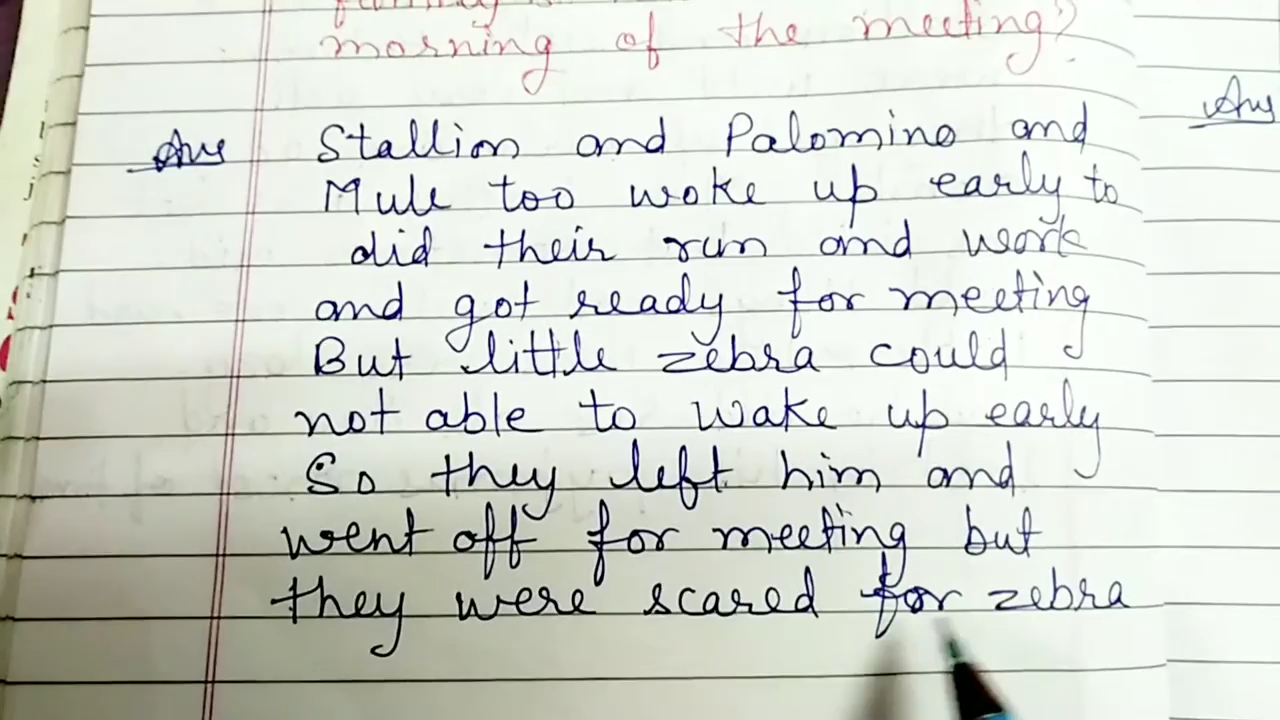 morning of the meeting?
Ans Stallion and Palomino and
Mule too woke up early to
did their run and work
and got ready for meeting
But little zebra could
not able to wake up early
So they left him and
went off for meeting but
they were scared for zebra
Ans